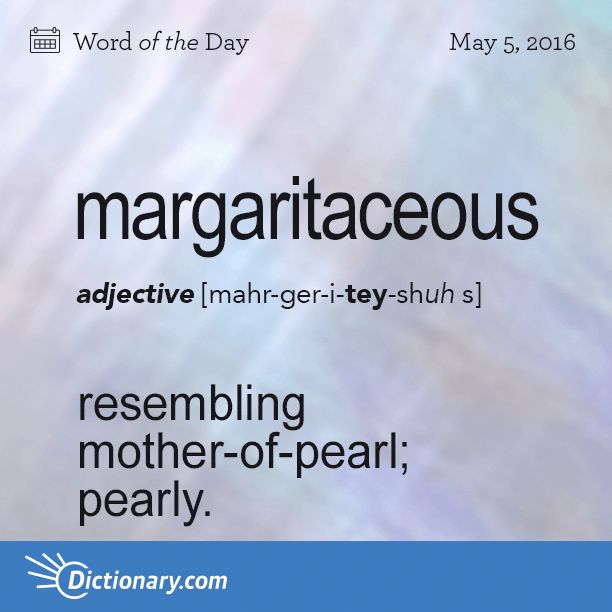 Word of the Day
May 5, 2016
margaritaceous
adjective [mahr-ger-i-tey-shuh s]
resembling
mother-of-pearl;
pearly.
Dictionary.com